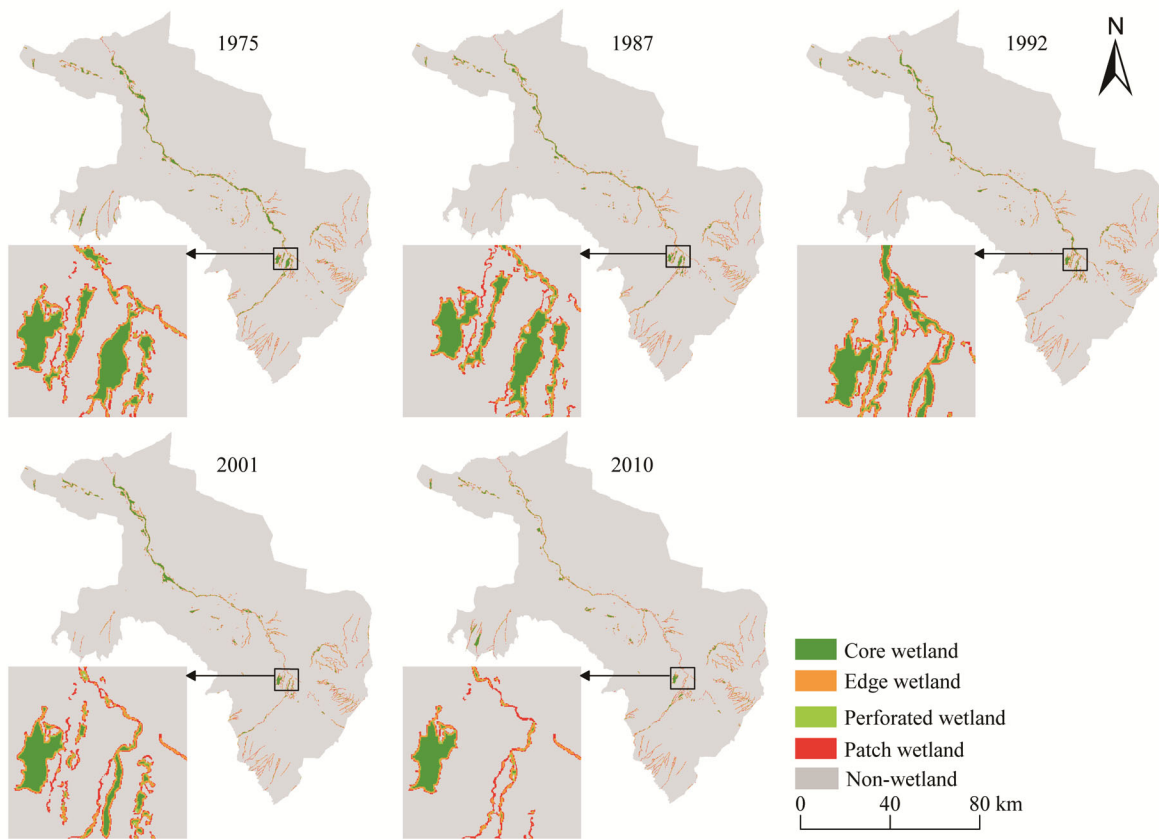 1975
1987
1992
N
2001
2010
Core wetland
Edge wetland
Perforated wetland
Patch wetland
Non-wetland
0 40 80 km